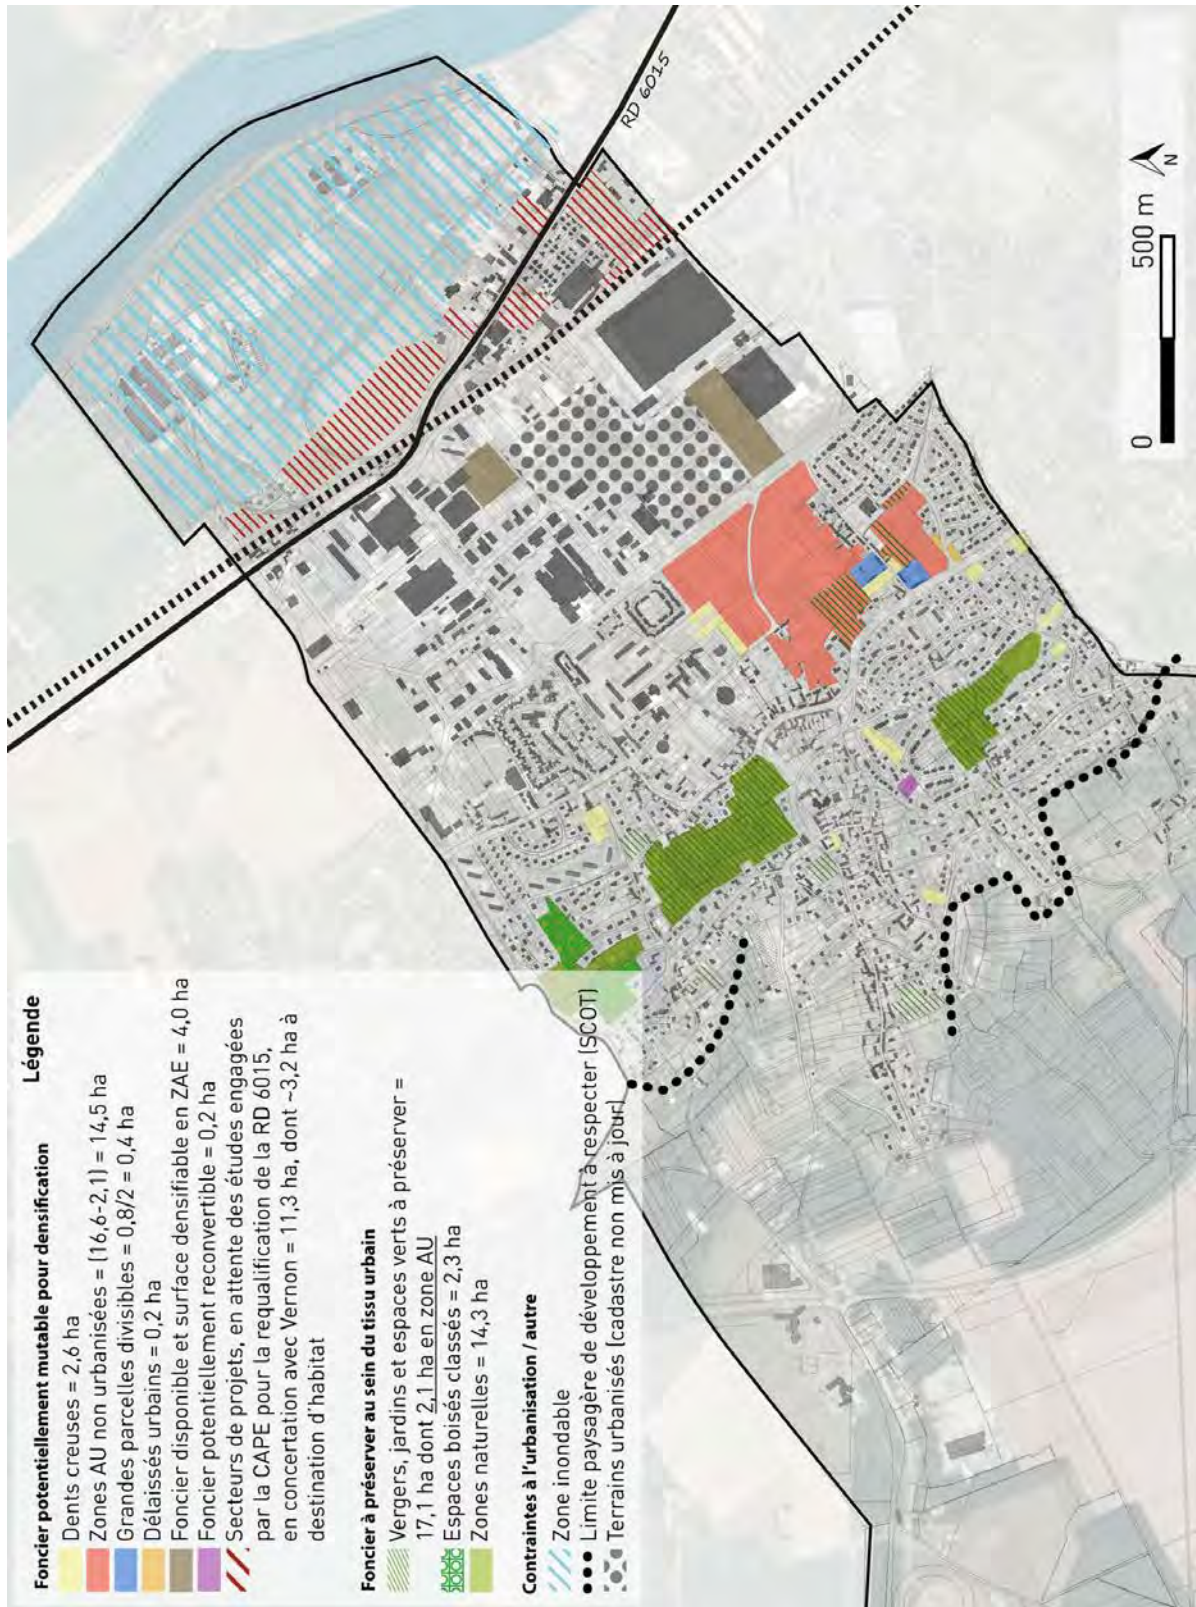 Légende
Foncier potentiellement mutable pour densification
Dents creuses = 2,6 ha
Zones AU non urbanisées = (16,6-2,1) = 14,5 ha
Grandes parcelles divisibles = 0,8/2 = 0,4 ha
Délaissés urbains = 0,2 ha
Foncier disponible et surface densifiable en ZAE = 4,0 ha
Foncier potentiellement reconvertible = 0,2 ha
Secteurs de projets, en attente des études engagées
par la CAPE pour la requalification de la RD 6015,
en concertation avec Vernon = 11,3 ha, dont ~3,2 ha à
destination d'habitat
Foncier à préserver au sein du tissu urbain
Vergers, jardins et espaces verts à préserver =
17,1 ha dont 2,1 ha en zone AU
Espaces boisés classés = 2,3 ha
Zones naturelles = 14,3 ha
Contraintes à l'urbanisation / autre
Zone inondable
Limite paysagère de développement à respecter (SCOT)
Terrains urbanisés (cadastre non mis à jour)
RD 6015
0 500 m
N